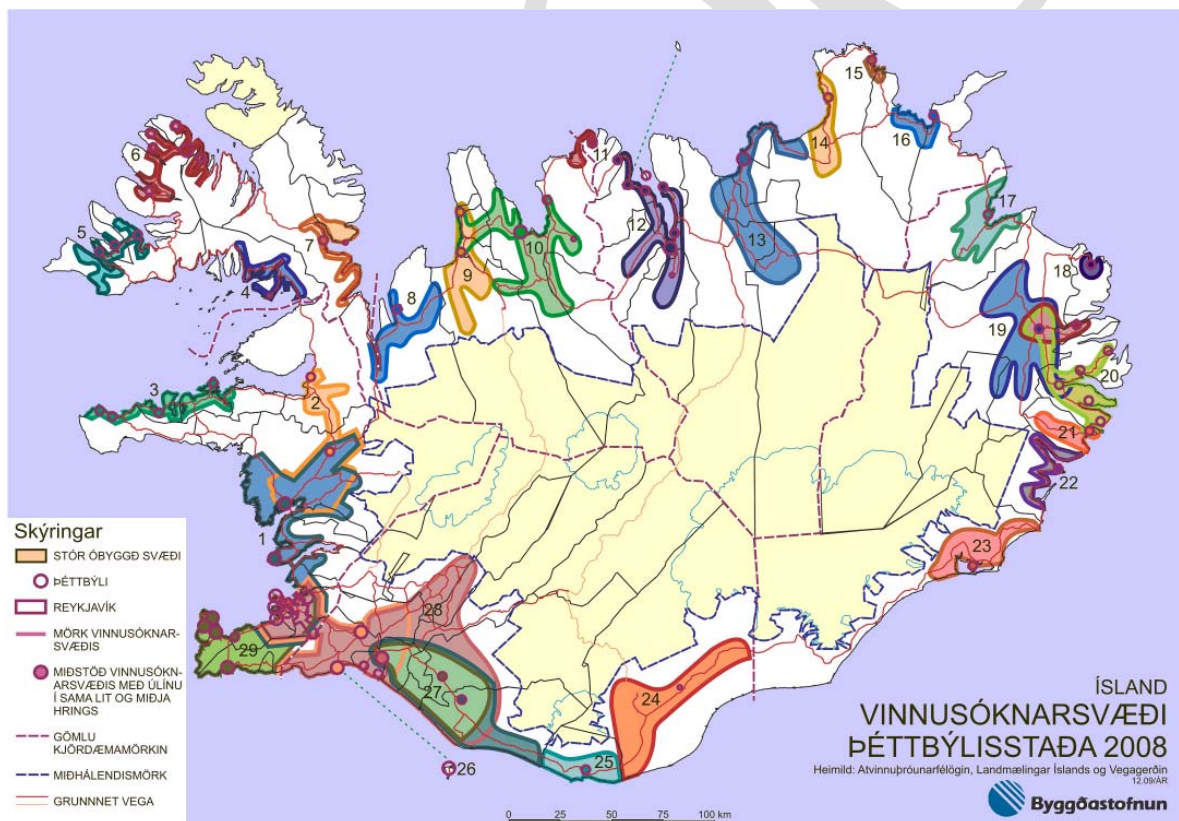 15
11
16
6
14
17
12
5
7
10
13
18
4
9
8
19
3
20
2
21
22
Skýringar
STÓR ÓBYGGÐ SVÆÐI
ÞÉTTBÝLI
REYKJAVÍK
MÖRK VINNUSÓKNAR-
SVÆÐIS
MIÐSTÖÐ VINNUSÓKN-
ARSVÆÐIS MEÐ ÚLÍNU
Í SAMA LIT OG MIÐJA
HRINGS
GÖMLU
KJÖRDÆMAMÖRKIN
MIÐHÁLENDISMÖRK
GRUNNNET VEGA
1
23
28
29
27
24
25
26
ÍSLAND
VINNUSÓKNARSVÆÐI
ÞÉTTBÝLISSTAÐA 2008
Heimild: Atvinnuþróunarfélögin, Landmælingar Íslands og Vegagerðin
12.09/ÁR
Byggðastofnun
0 25 50 75 100 km